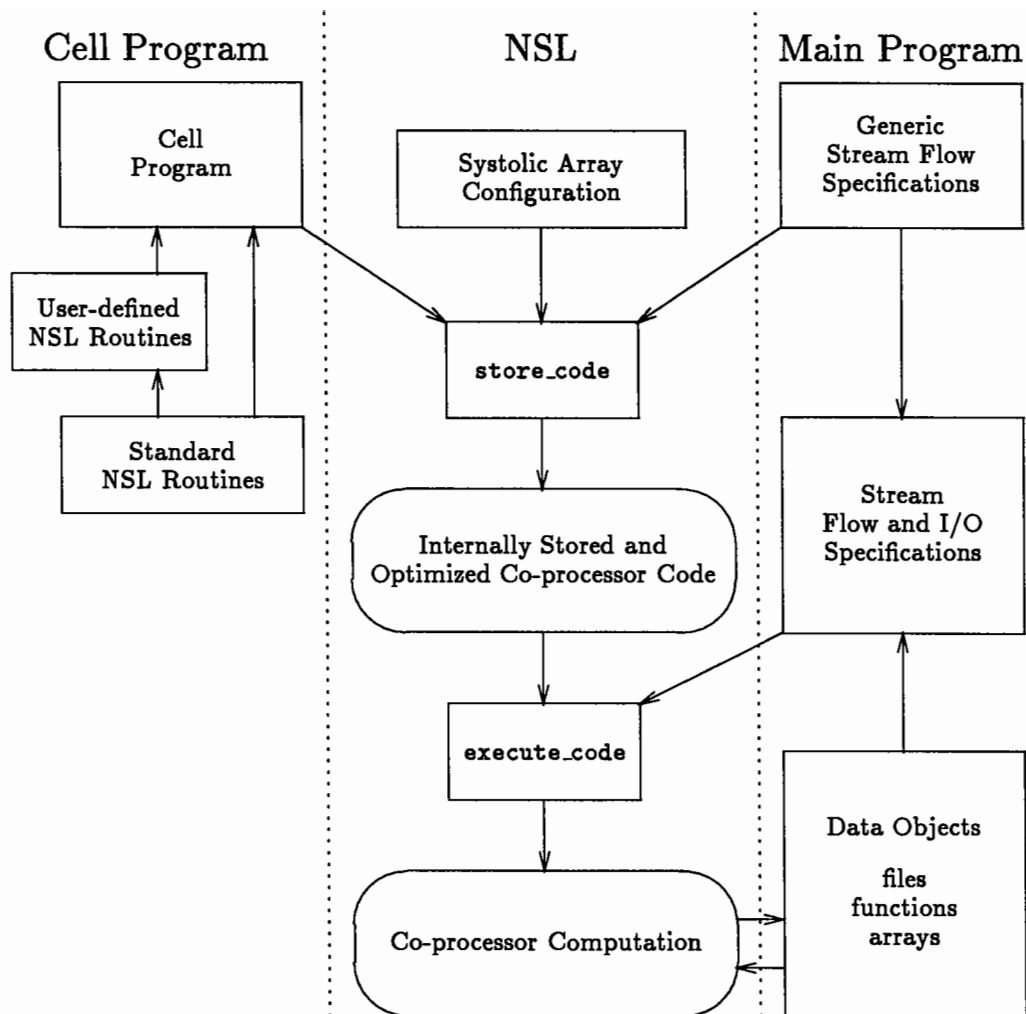 Cell Program
NSL
Main Program
Cell
Program
Systolic Array
Configuration
Generic
Stream Flow
Specifications
User-defined
NSL Routines
store_code
Standard
NSL Routines
Stream
Flow and I/O
Specifications
Internally Stored and
Optimized Co-processor Code
execute_code
Data Objects
files
functions
arrays
Co-processor Computation